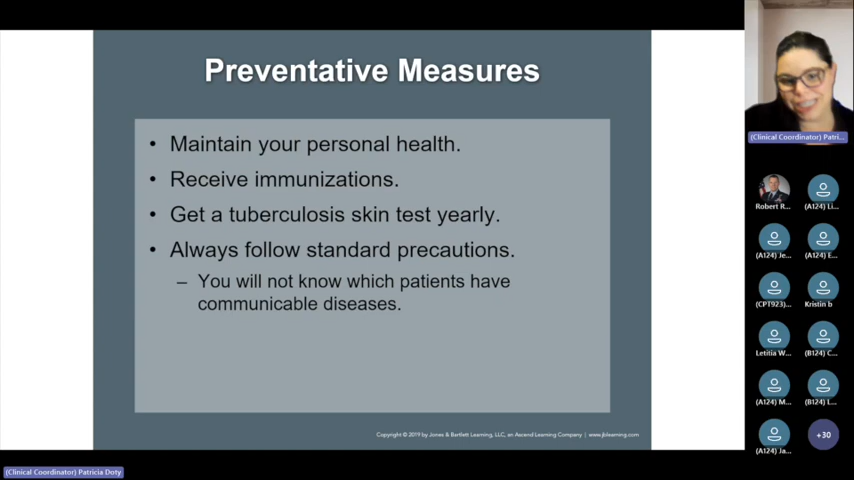 Preventative Measures
• Maintain your personal health.
• Receive immunizations.
• Get a tuberculosis skin test yearly.
• Always follow standard precautions.
– You will not know which patients have
communicable diseases.
Copyright © 2019 by Jones & Bartlett Learning, LLC, an Ascend Learning Company | www.jblearning.com
(Clinical Coordinator) Patri...
Robert R...
(A124) Li...
(A124) Je...
(A124) E...
(CPT923)...
Kristin b
Letitia W...
(B124) C...
(A124) M...
(B124) L...
(A124) Ja...
+30
(Clinical Coordinator) Patricia Doty